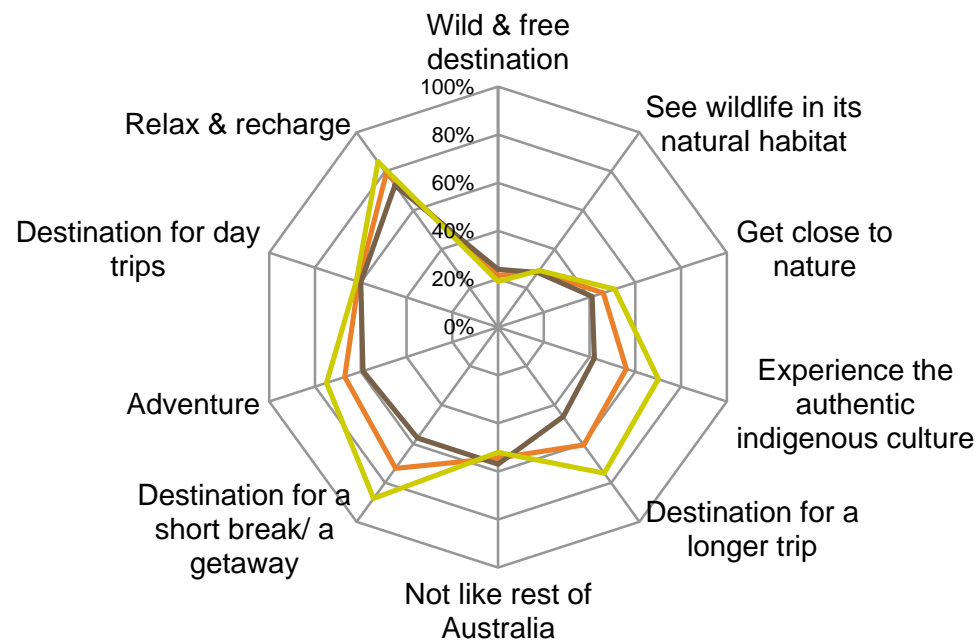 Wild & free
destination
100%
80%
60%
40%
20%
0%
See wildlife in its
natural habitat
Get close to
nature
Experience the
authentic
indigenous culture
Destination for a
longer trip
Not like rest of
Australia
Destination for a
short break/ a
getaway
Adventure
Destination for day
trips
Relax & recharge